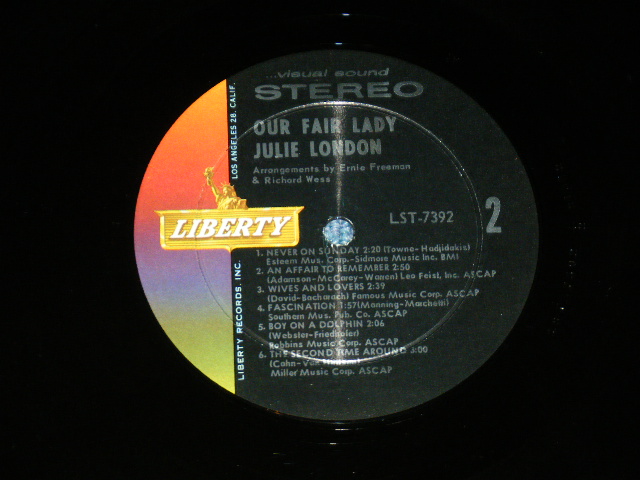 ...visual sound
STEREO
OUR FAIR LADY
JULIE LONDON
Arrangements by Ernie Freeman
& Richard Wess
LST-7392
2
LIBERTY
LOS ANGELES 28, CALIF.
LIBERTY RECORDS, INC.
1. NEVER ON SUNDAY 2:20 (Towne-Hadjidakis)
Esteem Mus. Corp.-Sidmore Music Inc. BMI
2. AN AFFAIR TO REMEMBER 2:50
(Adamson-McCarey-Warren) Leo Feist, Inc. ASCAP
3. WIVES AND LOVERS 2:39
(David-Bacharach) Famous Music Corp. ASCAP
4. FASCINATION 1:57 (Manning-Marchetti)
Southern Mus. Pub. Co. ASCAP
5. BOY ON A DOLPHIN 2:06
(Webster-Friedhofer)
Robbins Music Corp. ASCAP
6. THE SECOND TIME AROUND 3:00
(Cahn-Van Heusen)
Miller Music Corp. ASCAP